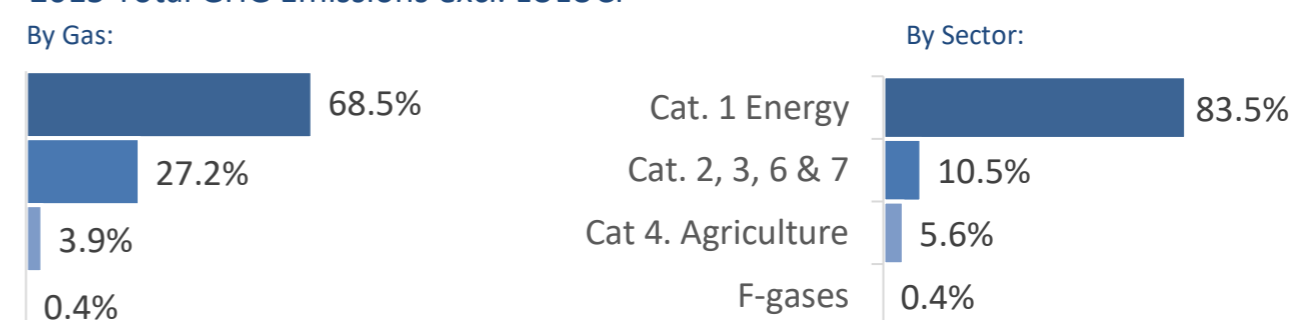 By Gas:
68.5%
27.2%
3.9%
0.4%
By Sector:
Cat. 1 Energy 83.5%
Cat. 2, 3, 6 & 7 10.5%
Cat 4. Agriculture 5.6%
F-gases 0.4%